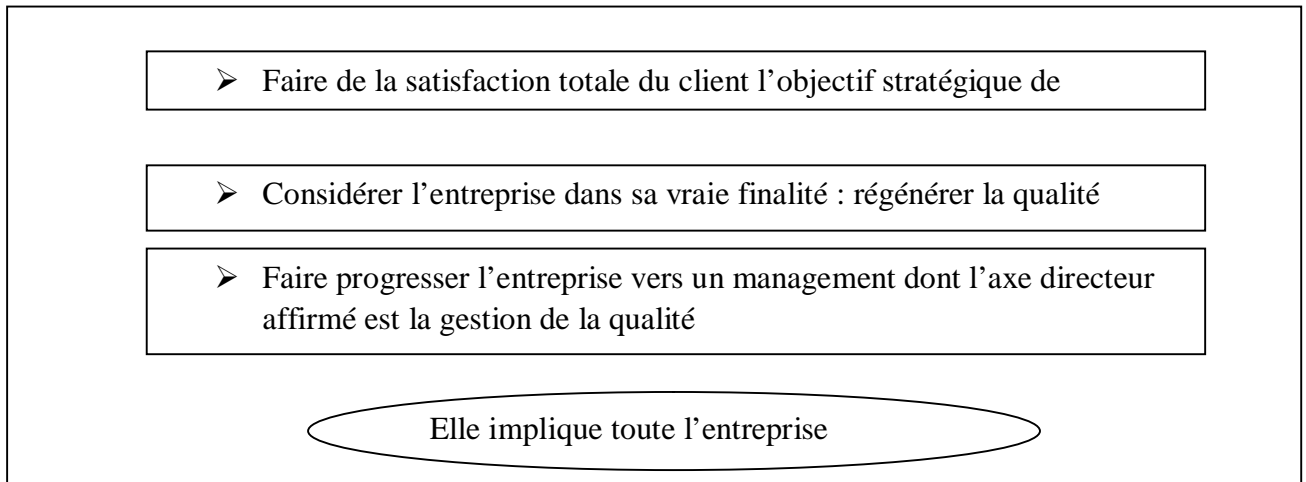 ➢ Faire de la satisfaction totale du client l’objectif stratégique de
➢ Considérer l’entreprise dans sa vraie finalité : régénérer la qualité
➢ Faire progresser l’entreprise vers un management dont l’axe directeur
affirmé est la gestion de la qualité
Elle implique toute l’entreprise